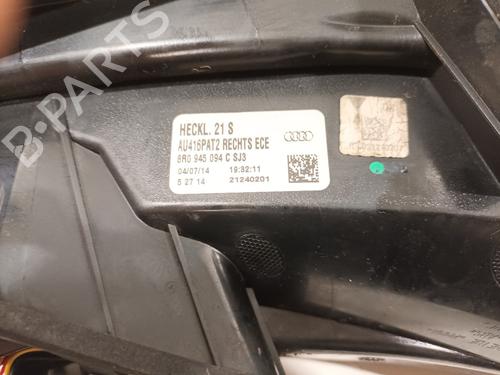 HECKL. 21 S
AU416PAT2 RECHTS ECE
8R0 945 094 C SJ3
04/07/14 19:32:11
5 27 14 21240201